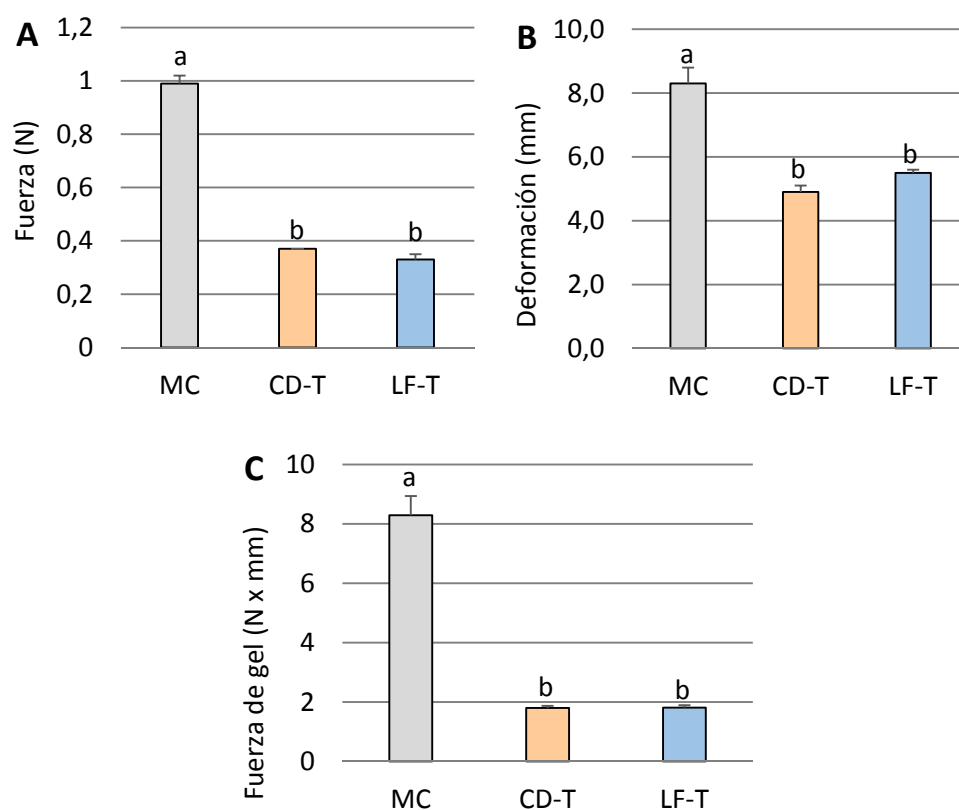 A
Fuerza (N)
1,2
1
0,8
0,6
0,4
0,2
0
a
b
b
MC
CD-T
LF-T
B
Deformación (mm)
10,0
8,0
6,0
4,0
2,0
0,0
a
b
b
MC
CD-T
LF-T
C
Fuerza de gel (N x mm)
10
8
6
4
2
0
a
b
b
MC
CD-T
LF-T